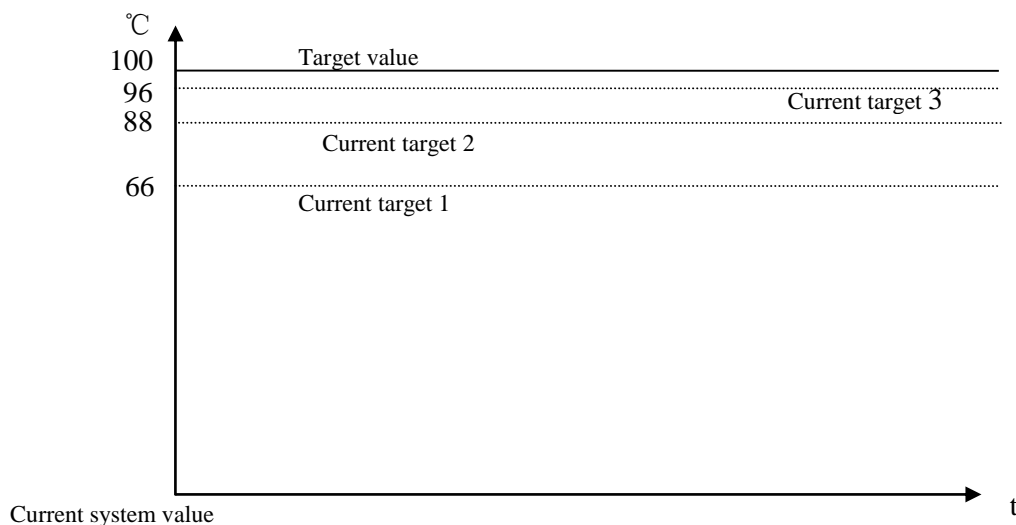 ℃
100
Target value
96
Current target 3
88
Current target 2
66
Current target 1
t
Current system value